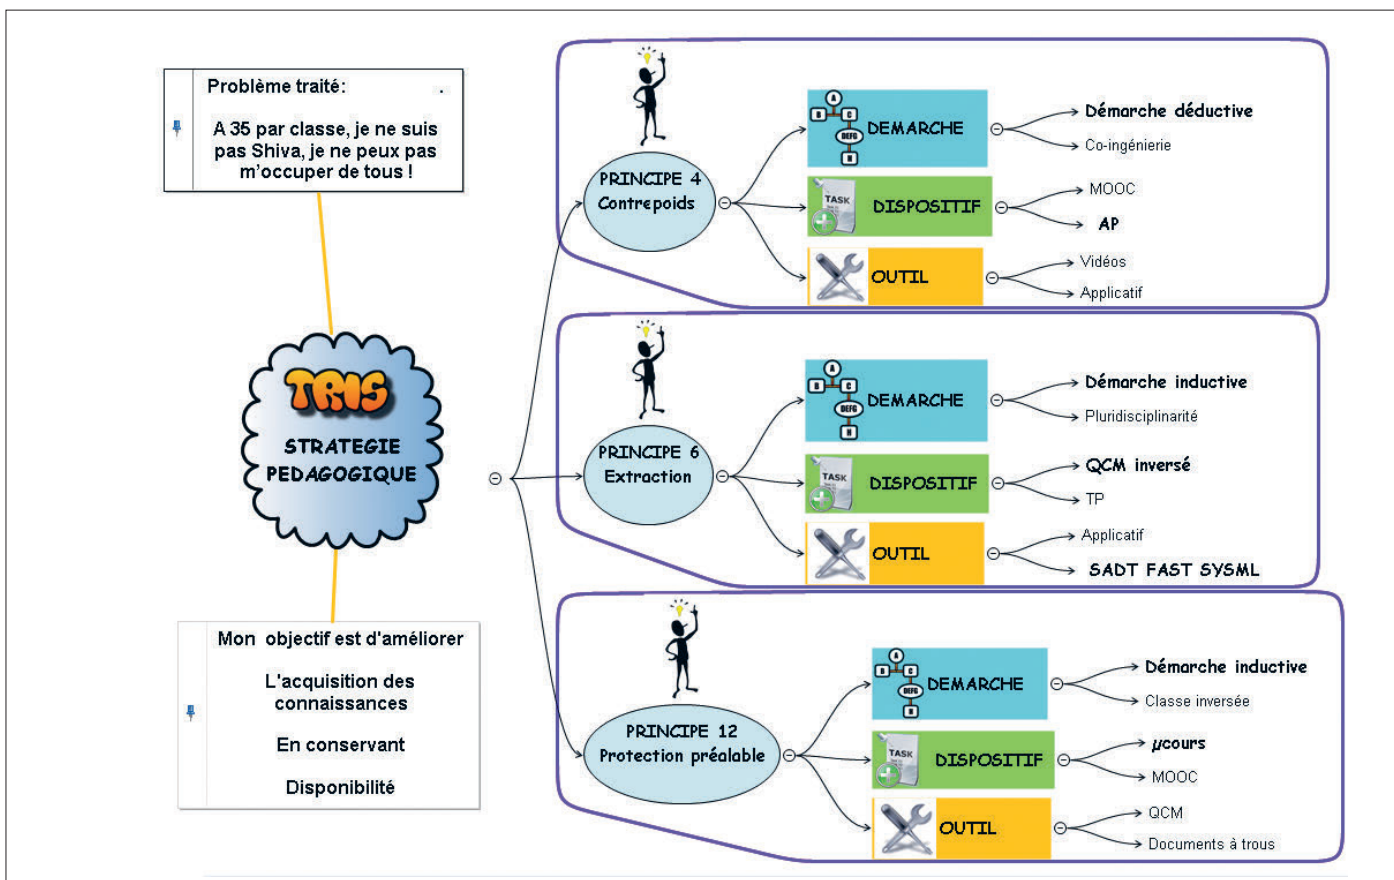 Problème traité: .
A 35 par classe, je ne suis
pas Shiva, je ne peux pas
m'occuper de tous !
TRIS
STRATEGIE
PEDAGOGIQUE
Mon objectif est d'améliorer
L'acquisition des
connaissances
En conservant
Disponibilité
PRINCIPE 4
Contrepoids
A
B C
DEFG
H
DEMARCHE
Démarche déductive
Co-ingénierie
TASK
DISPOSITIF
MOOC
AP
OUTIL
Vidéos
Applicatif
PRINCIPE 6
Extraction
A
B C
DEFG
H
DEMARCHE
Démarche inductive
Pluridisciplinarité
TASK
DISPOSITIF
QCM inversé
TP
OUTIL
Applicatif
SADT FAST SYSML
PRINCIPE 12
Protection préalable
A
B C
DEFG
H
DEMARCHE
Démarche inductive
Classe inversée
TASK
DISPOSITIF
µcours
MOOC
OUTIL
QCM
Documents à trous